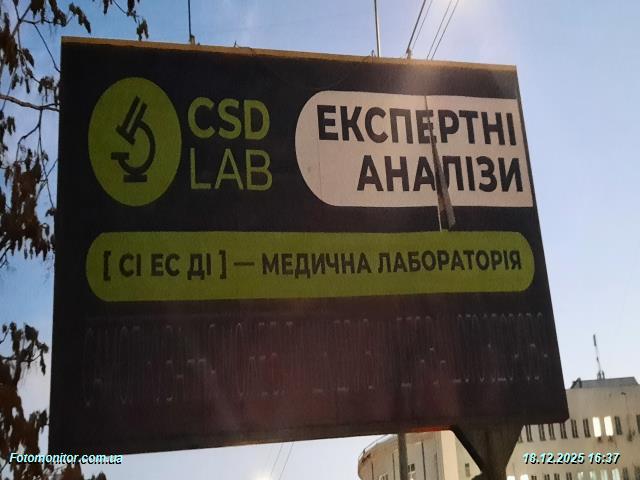 CSD
LAB
ЕКСПЕРТНІ
АНАЛІЗИ
[ СІ ЕС ДІ ] — МЕДИЧНА ЛАБОРАТОРІЯ
Fotomonitor.com.ua
18.12.2025 16:37